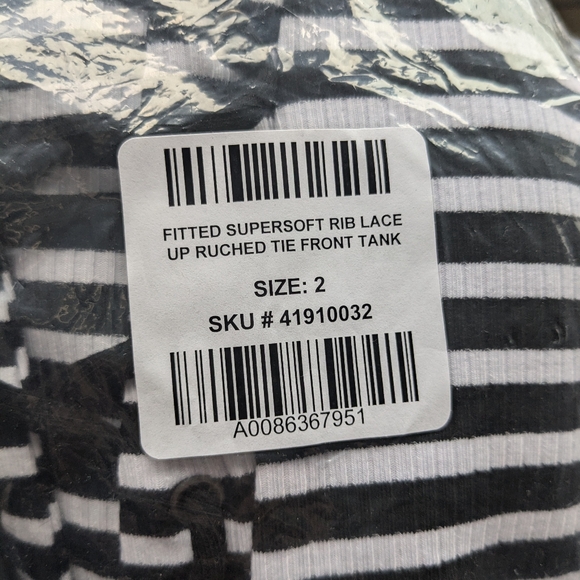 FITTED SUPERSOFT RIB LACE
UP RUCHED TIE FRONT TANK
SIZE: 2
SKU # 41910032
A0086367951